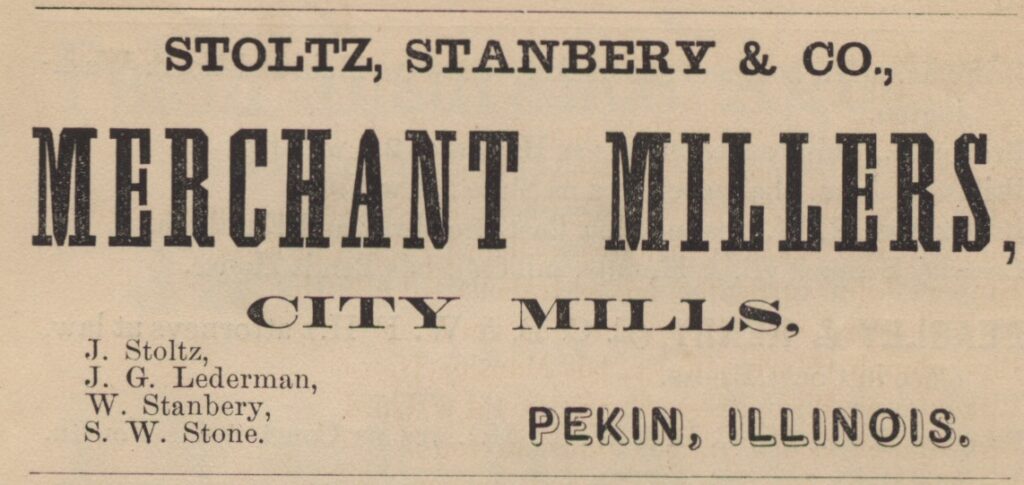 STOLTZ, STANBERY & CO.,
MERCHANT MILLERS,
CITY MILLS,
J. Stoltz,
J. G. Lederman,
W. Stanbery,
S. W. Stone.
PEKIN, ILLINOIS.